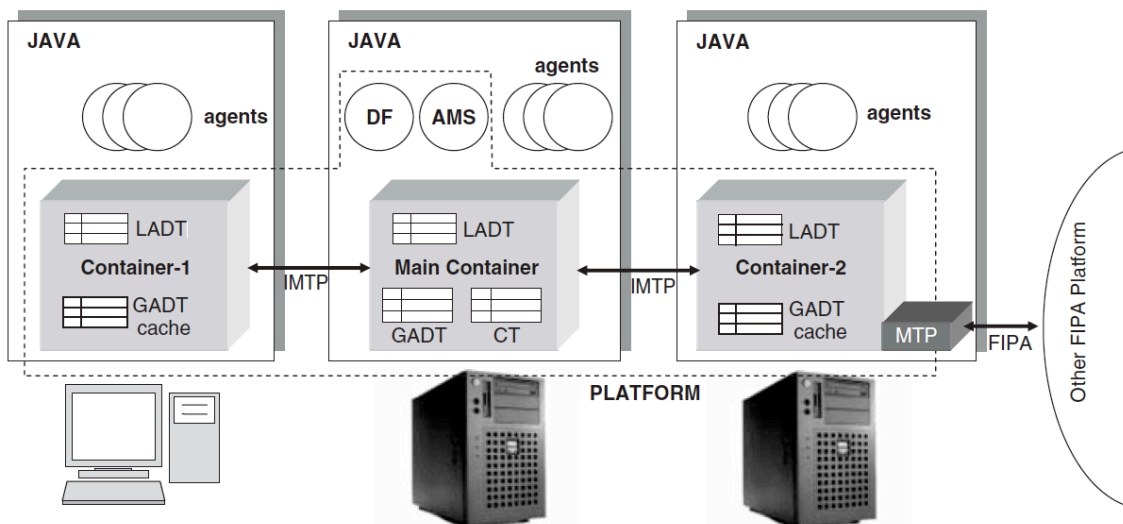 JAVA
agents
LADT
Container-1
GADT
cache
IMTP
JAVA
DF
AMS
agents
LADT
Main Container
GADT
CT
IMTP
JAVA
agents
LADT
Container-2
GADT
cache
MTP
FIPA
Other FIPA Platform
PLATFORM